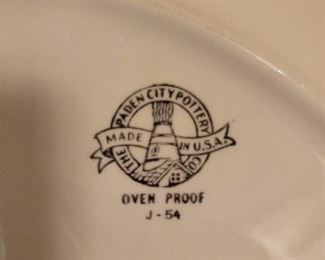 THE PADEN CITY POTTERY CO.
MADE IN U.S.A.
OVEN PROOF
J-54